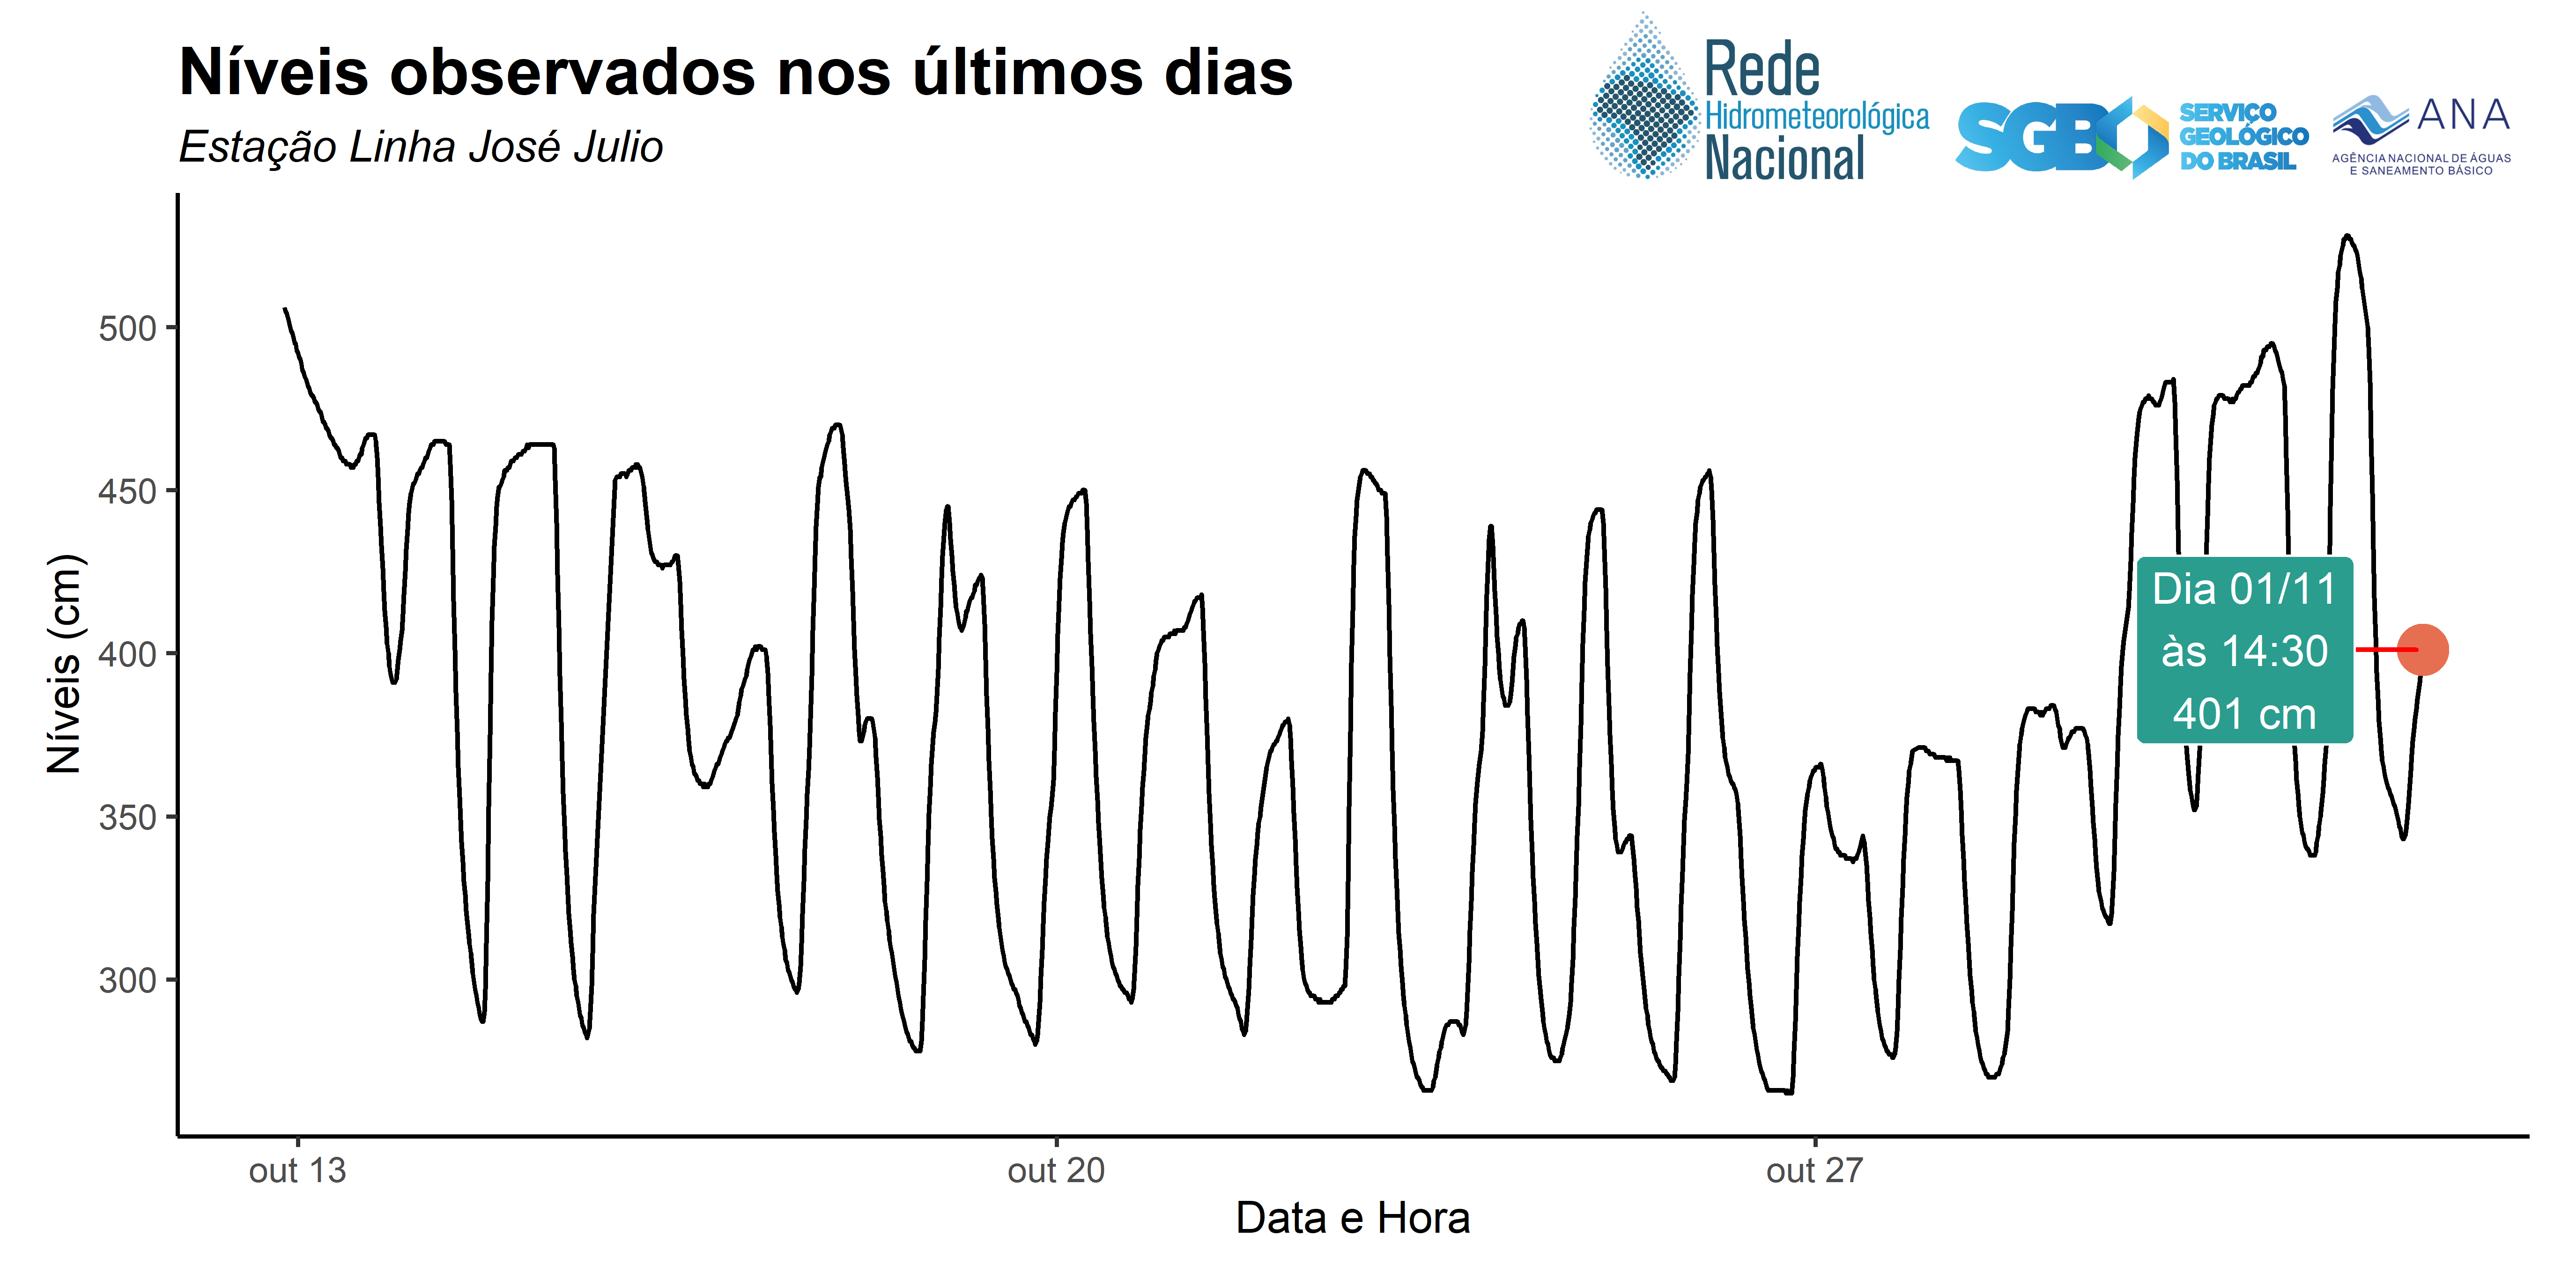 Níveis observados nos últimos dias
Estação Linha José Julio
Rede
Hidrometeorológica
Nacional
SGB
SERVIÇO
GEOLÓGICO
DO BRASIL
ANA
AGÊNCIA NACIONAL DE ÁGUAS
E SANEAMENTO BÁSICO
Níveis (cm)
500
450
400
350
300
Dia 01/11
às 14:30
401 cm
out 13
out 20
out 27
Data e Hora